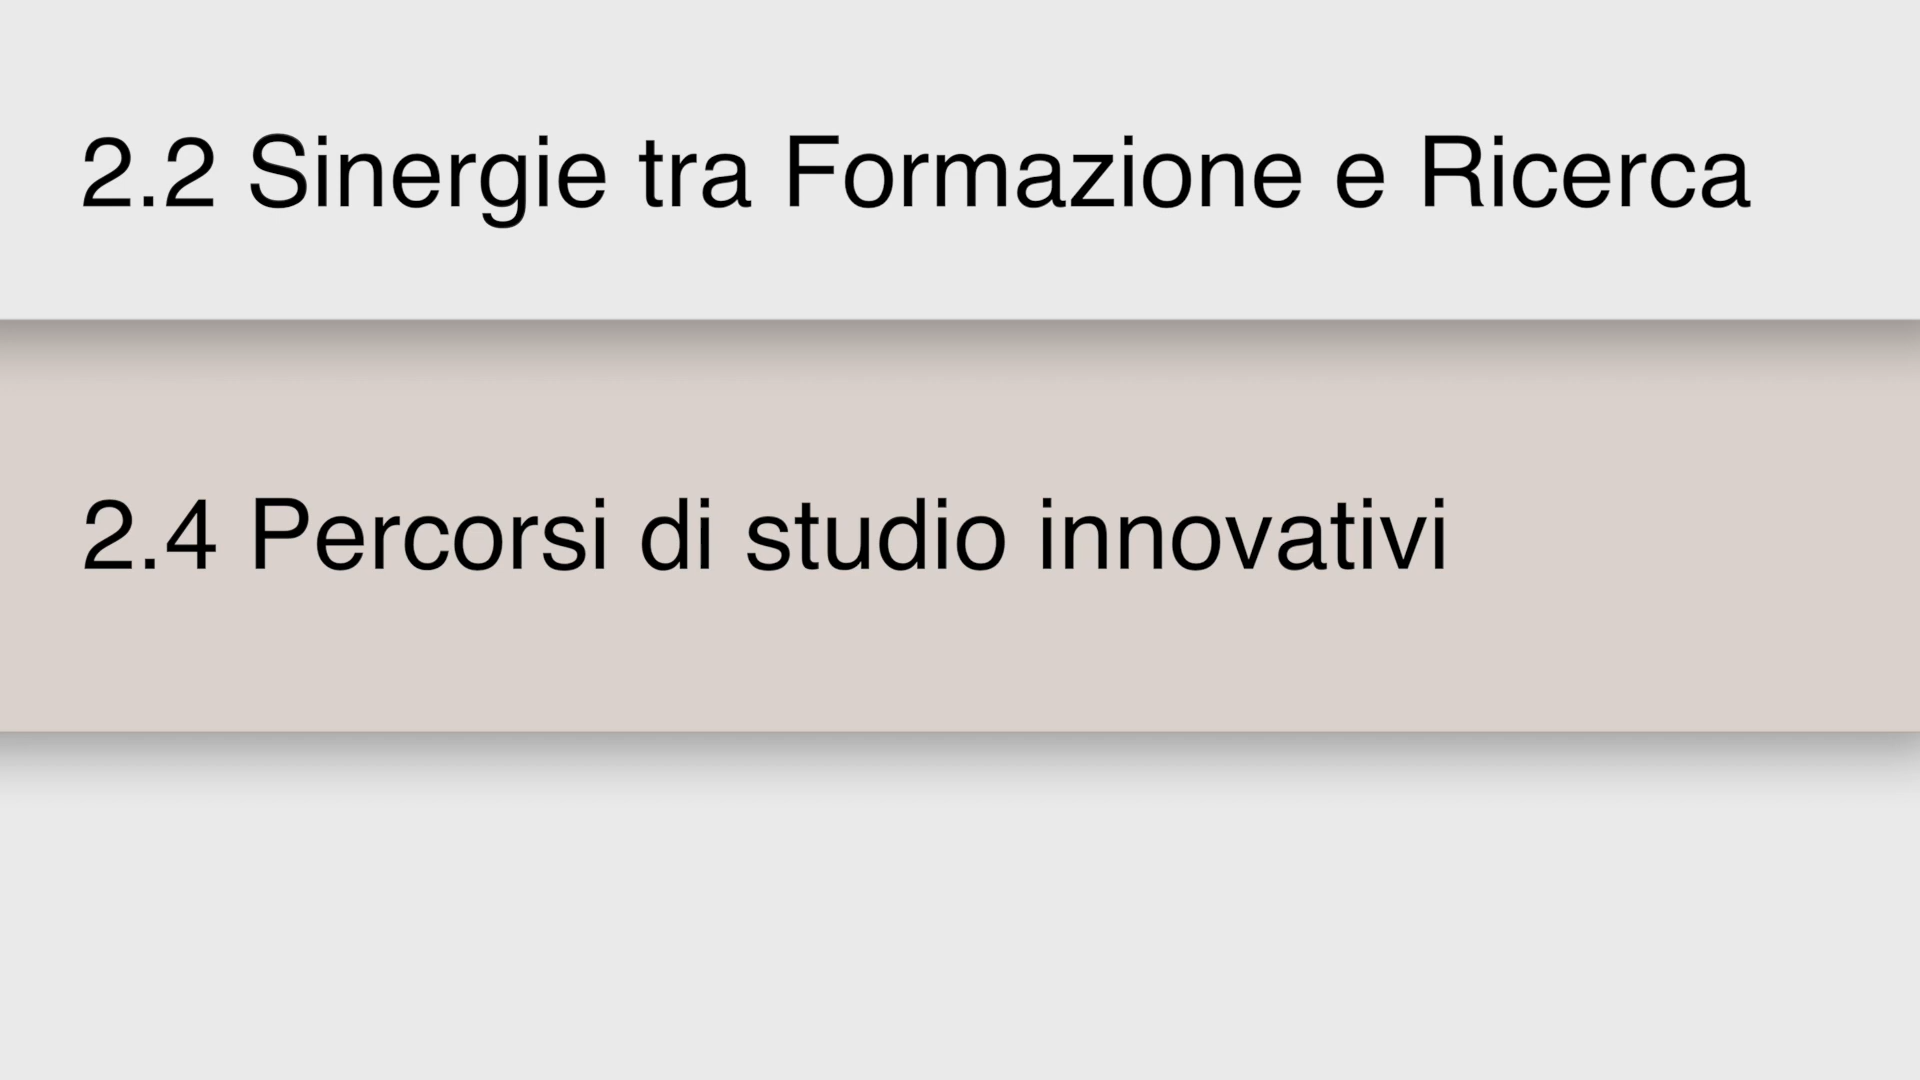 2.2 Sinergie tra Formazione e Ricerca
2.4 Percorsi di studio innovativi